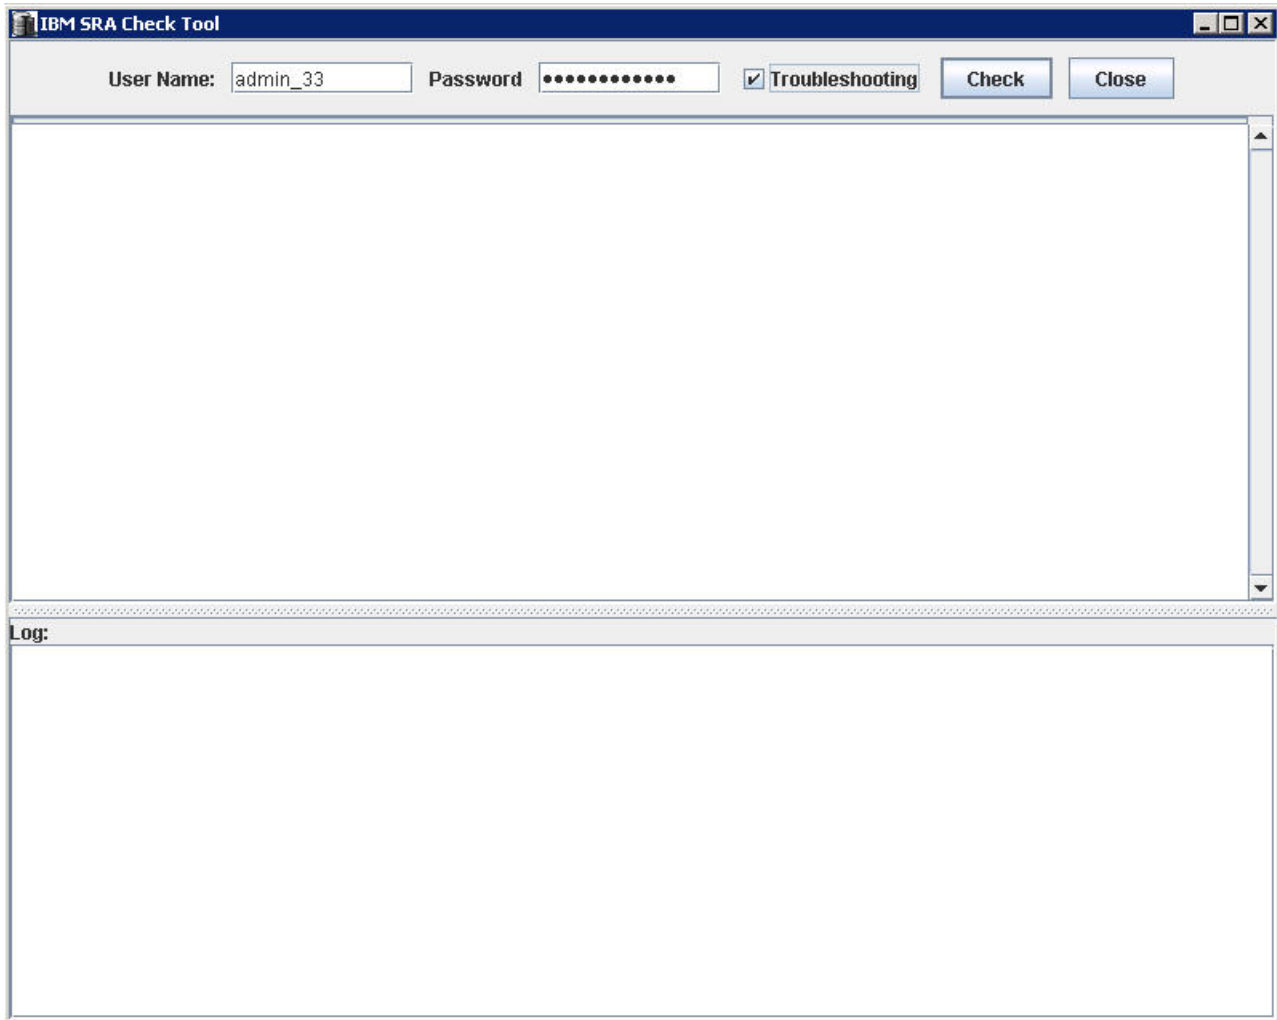 IBM SRA Check Tool
User Name: admin_33 Password •••••••••••• Troubleshooting Check Close
Log: